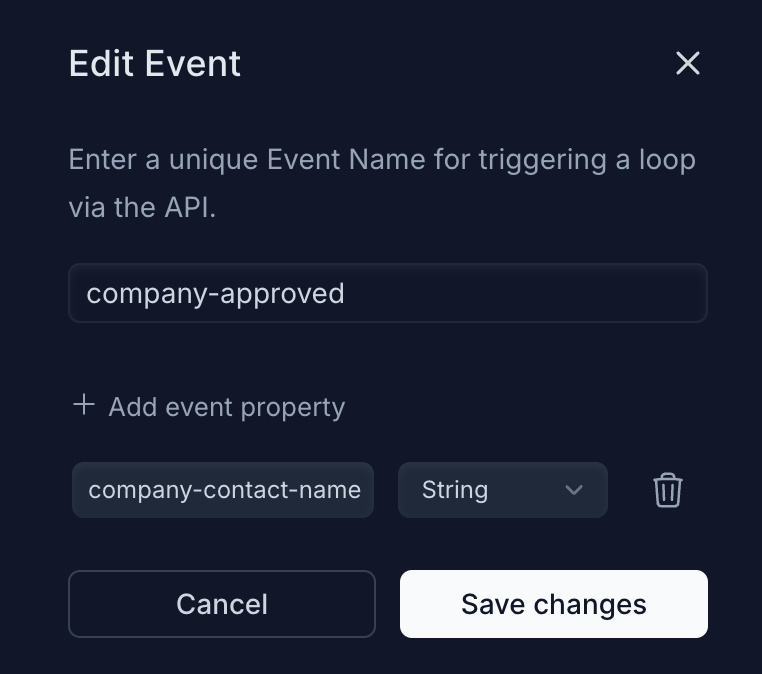 Edit Event
Enter a unique Event Name for triggering a loop
via the API.
company-approved
Add event property
company-contact-name
String
Cancel
Save changes